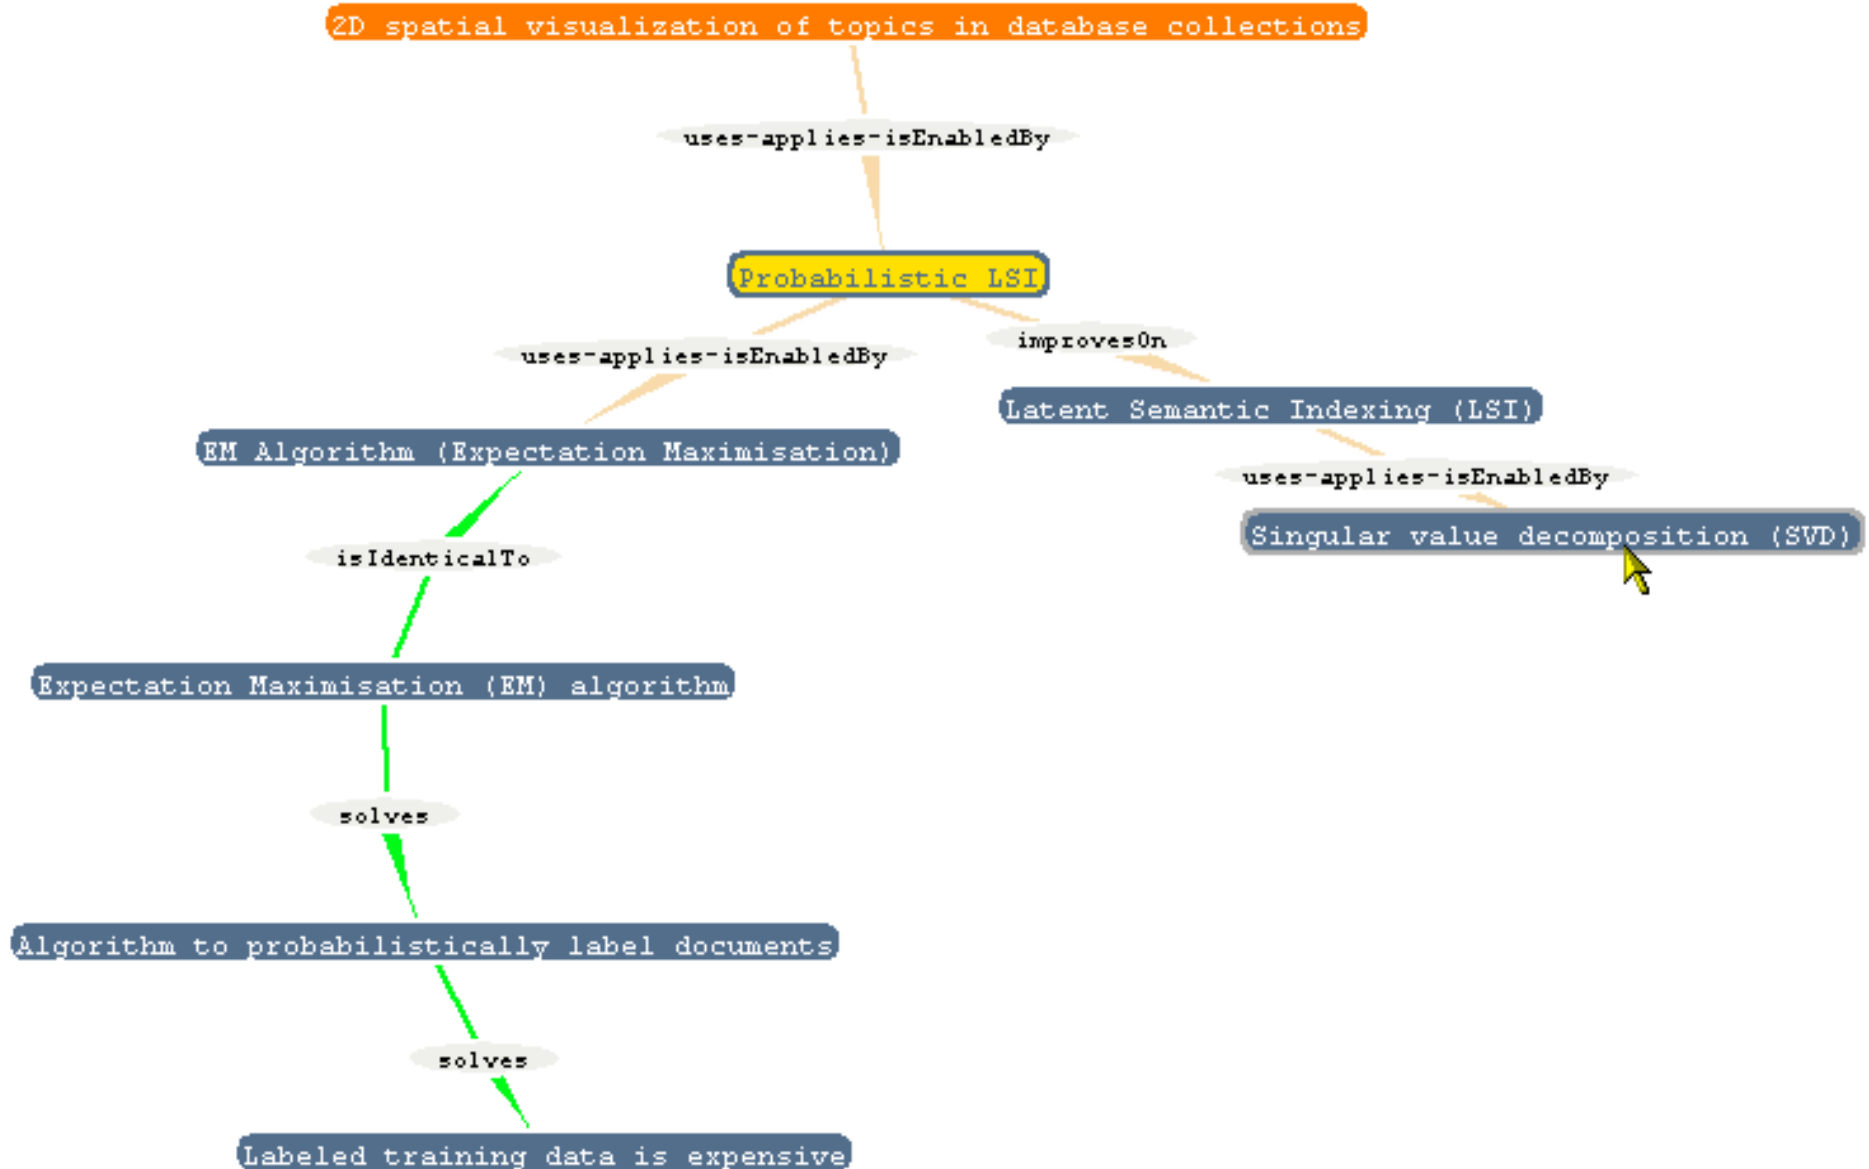 2D spatial visualization of topics in database collections
uses-applies-isEnabledBy
Probabilistic LSI
uses-applies-isEnabledBy
improvesOn
Latent Semantic Indexing (LSI)
EM Algorithm (Expectation Maximisation)
uses-applies-isEnabledBy
Singular value decomposition (SVD)
isIdenticalTo
Expectation Maximisation (EM) algorithm
solves
Algorithm to probabilistically label documents
solves
Labeled training data is expensive